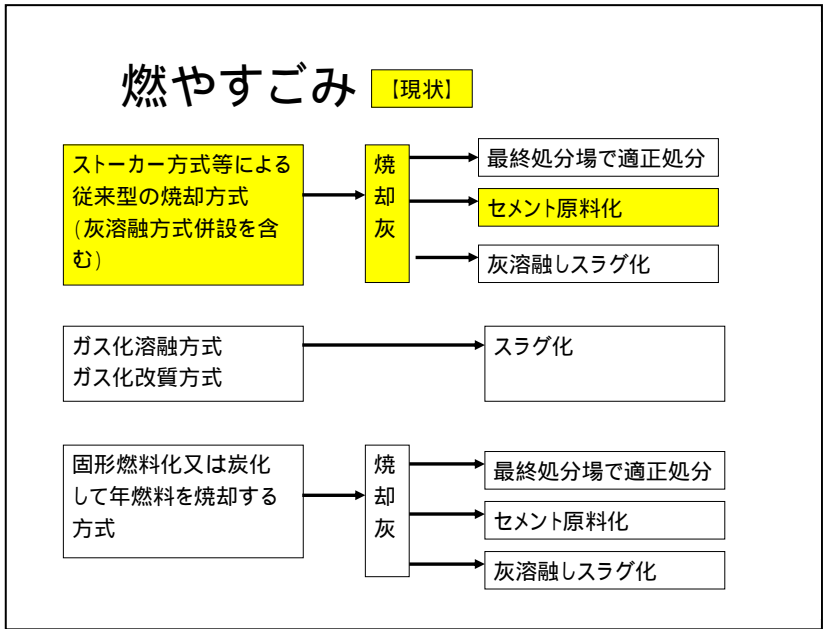 燃やすごみ 【現状】
ストーカー方式等による
従来型の焼却方式
(灰溶融方式併設を含
む)
焼
却
灰
最終処分場で適正処分
セメント原料化
灰溶融しスラグ化
ガス化溶融方式
ガス化改質方式
スラグ化
固形燃料化又は炭化
して年燃料を焼却する
方式
焼
却
灰
最終処分場で適正処分
セメント原料化
灰溶融しスラグ化